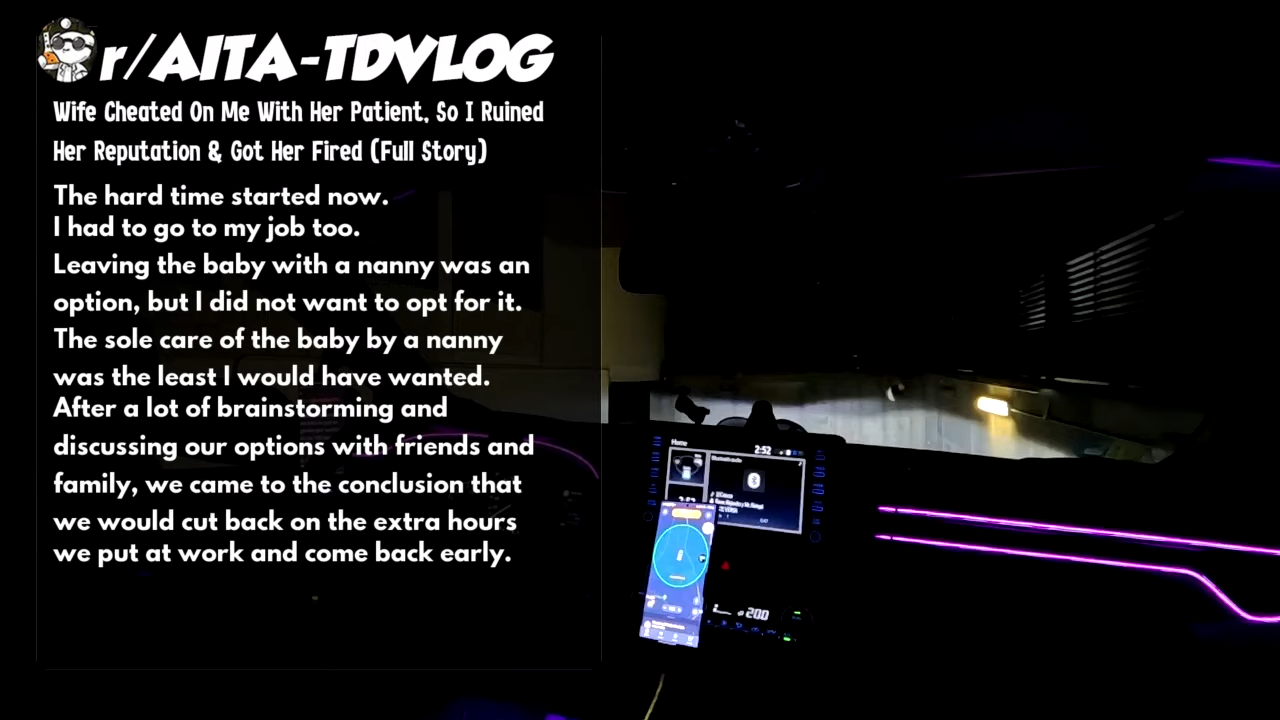 r/AITA-TDVLOG
Wife Cheated On Me With Her Patient, So I Ruined
Her Reputation & Got Her Fired (Full Story)
The hard time started now.
I had to go to my job too.
Leaving the baby with a nanny was an
option, but I did not want to opt for it.
The sole care of the baby by a nanny
was the least I would have wanted.
After a lot of brainstorming and
discussing our options with friends and
family, we came to the conclusion that
we would cut back on the extra hours
we put at work and come back early.
Home
2:52
Bluetooth audio
2:00